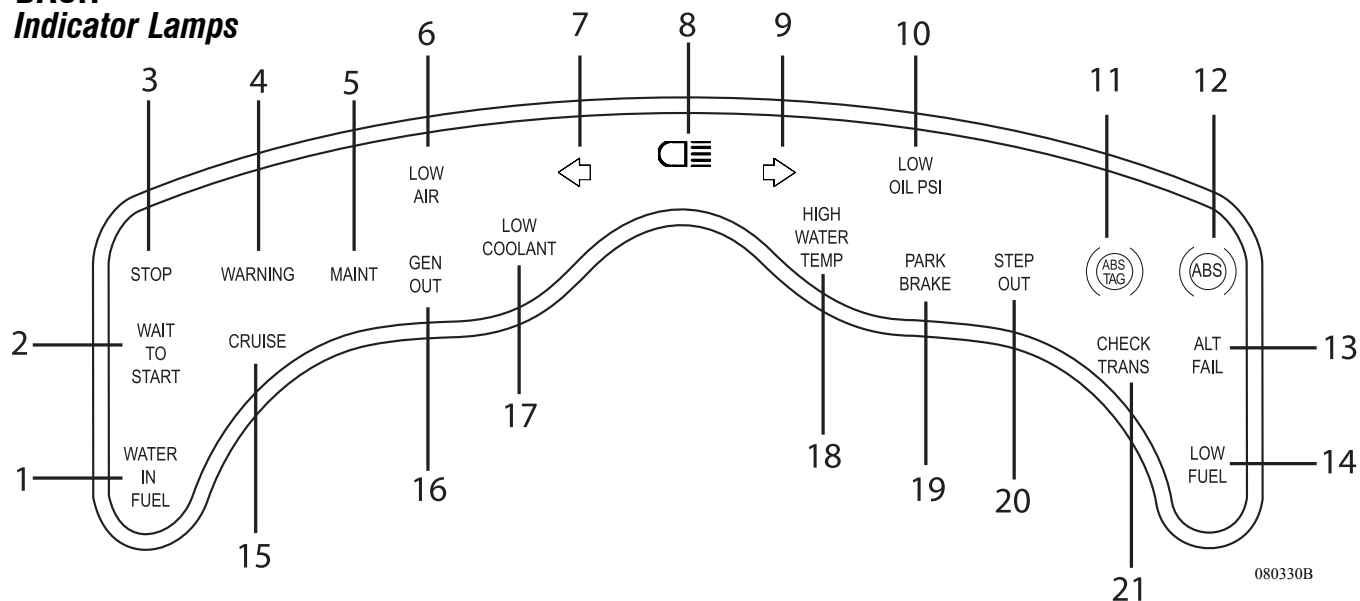 Indicator Lamps
3
4
5
6
7
8
9
10
11
12
LOW
AIR
LOW
OIL PSI
STOP
WARNING
MAINT
GEN
OUT
LOW
COOLANT
HIGH
WATER
TEMP
PARK
BRAKE
STEP
OUT
ABS
TAG
ABS
2
WAIT
TO
START
CRUISE
CHECK
TRANS
ALT
FAIL
13
1
WATER
IN
FUEL
15
16
17
18
19
20
21
LOW
FUEL
14
080330B